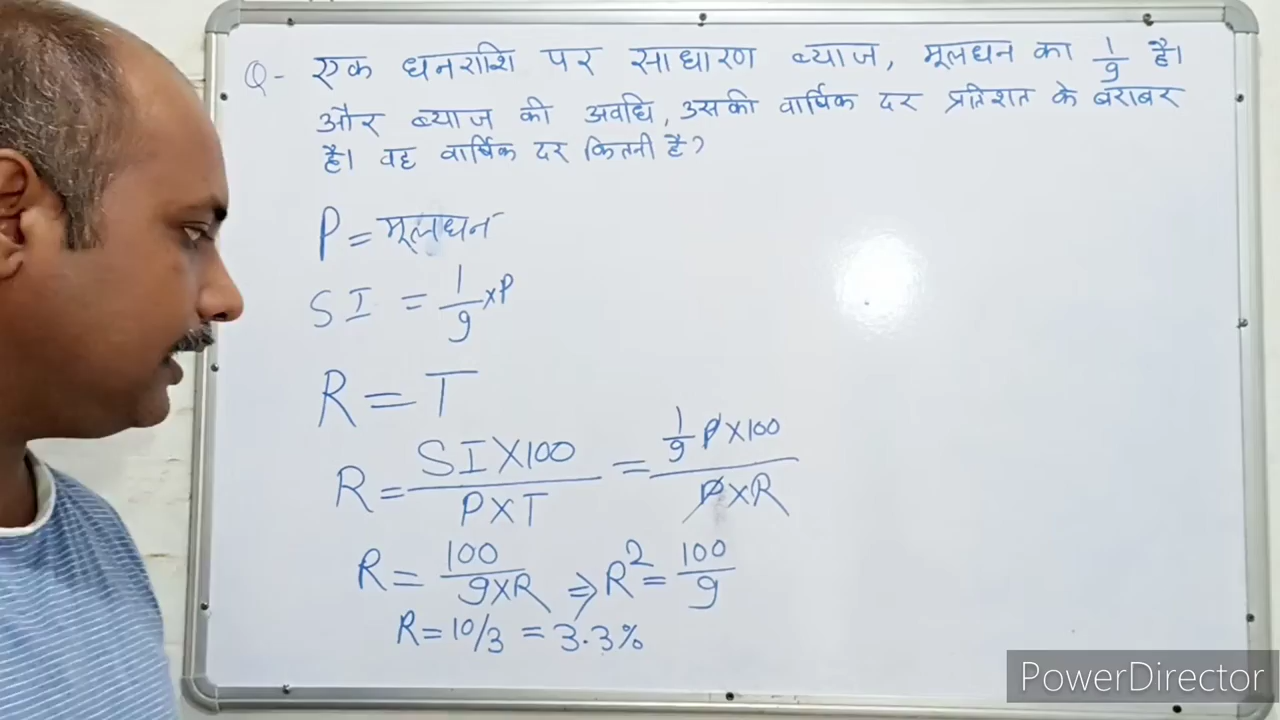 Q- एक धनराशि पर साधारण ब्याज, मूलधन का 1/9 है।
और ब्याज की अवधि, उसकी वार्षिक दर प्रतिशत के बराबर
है। वह वार्षिक दर कितनी है?
P = मूलधन
SI = 1/9 × P
R = T
R = SI X 100 / P X T = 1/9 P X 100 / P X R
R = 100 / 9 X R ⇒ R² = 100 / 9
R = 10/3 = 3.3%
PowerDirector